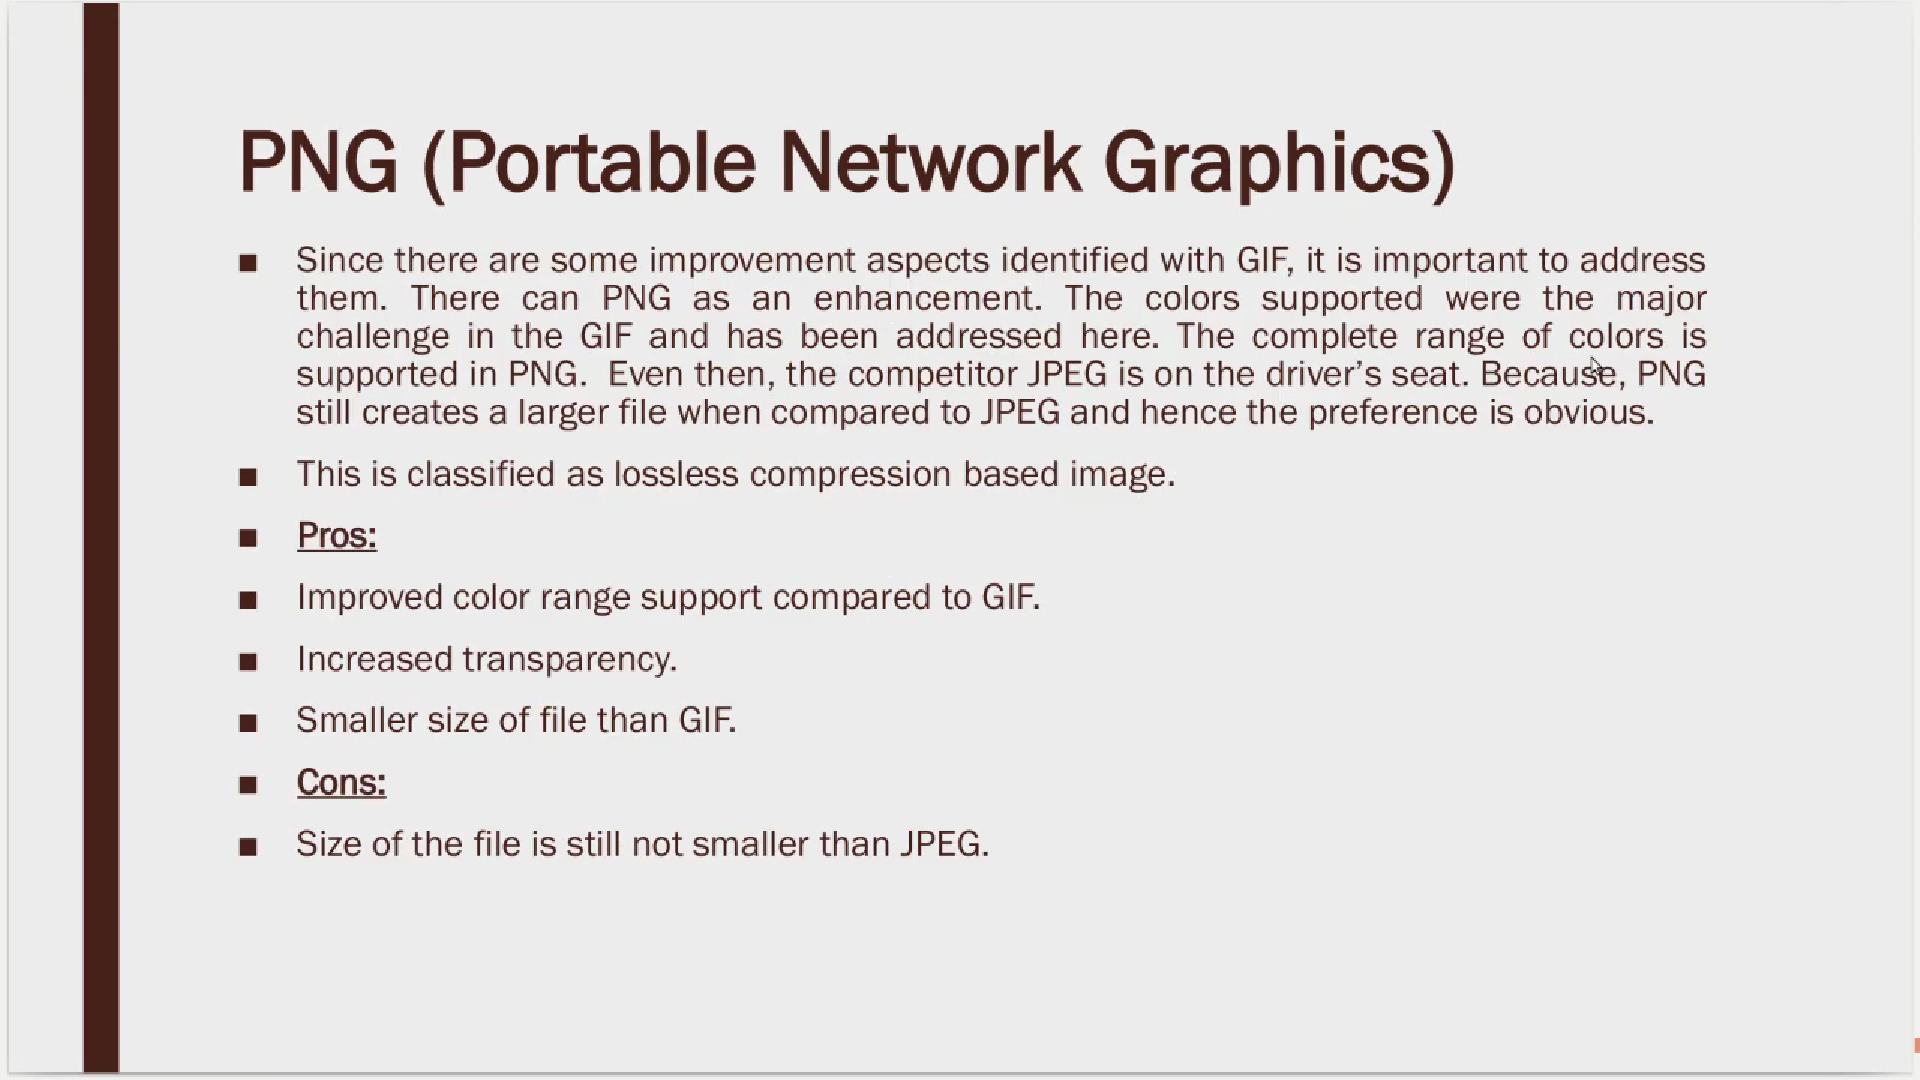 PNG (Portable Network Graphics)
■ Since there are some improvement aspects identified with GIF, it is important to address
them. There can PNG as an enhancement. The colors supported were the major
challenge in the GIF and has been addressed here. The complete range of colors is
supported in PNG.  Even then, the competitor JPEG is on the driver’s seat. Because, PNG
still creates a larger file when compared to JPEG and hence the preference is obvious.
■ This is classified as lossless compression based image.
■ Pros:
■ Improved color range support compared to GIF.
■ Increased transparency.
■ Smaller size of file than GIF.
■ Cons:
■ Size of the file is still not smaller than JPEG.